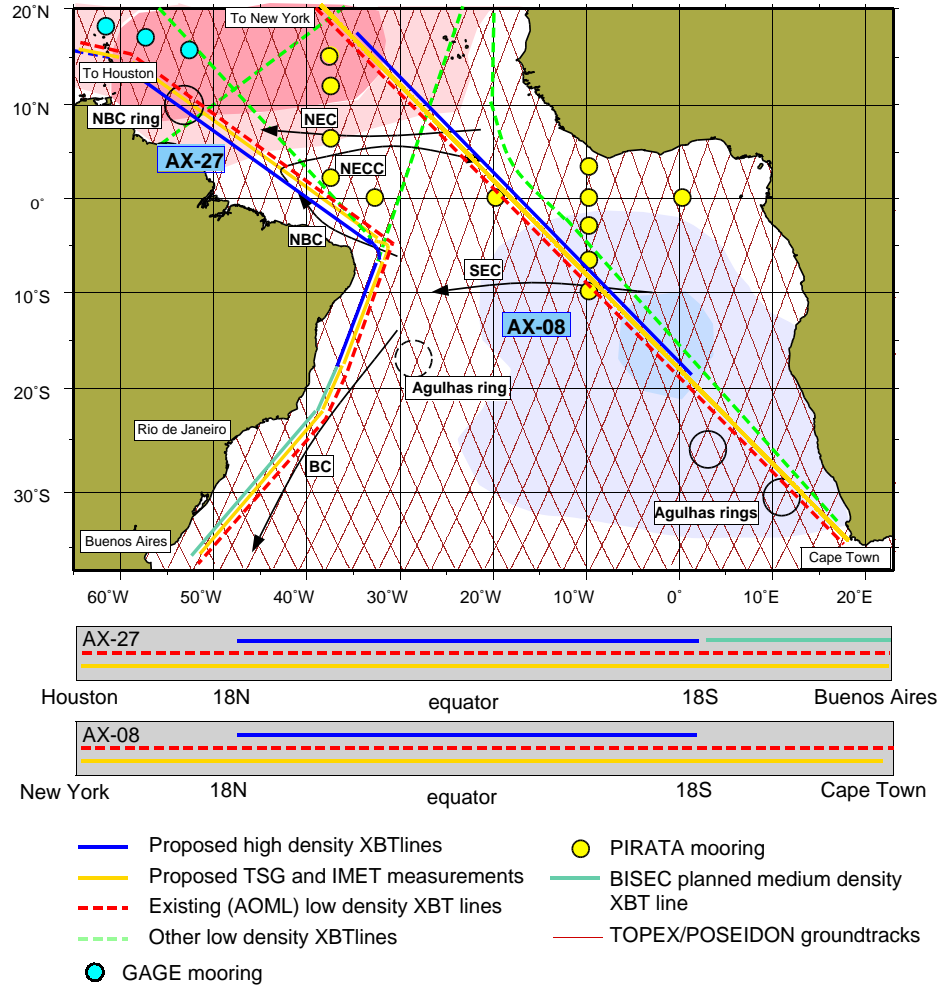 20˚N
To New York
To Houston
10˚N
NBC ring
NEC
AX-27
NECC
0˚
NBC
SEC
10˚S
AX-08
20˚S
Agulhas ring
Rio de Janeiro
BC
30˚S
Agulhas rings
Buenos Aires
Cape Town
60˚W 50˚W 40˚W 30˚W 20˚W 10˚W 0˚ 10˚E 20˚E
AX-27
Houston 18N equator 18S Buenos Aires
AX-08
New York 18N equator 18S Cape Town
Proposed high density XBTlines
Proposed TSG and IMET measurements
Existing (AOML) low density XBT lines
Other low density XBTlines
GAGE mooring
PIRATA mooring
BISEC planned medium density
XBT line
TOPEX/POSEIDON groundtracks